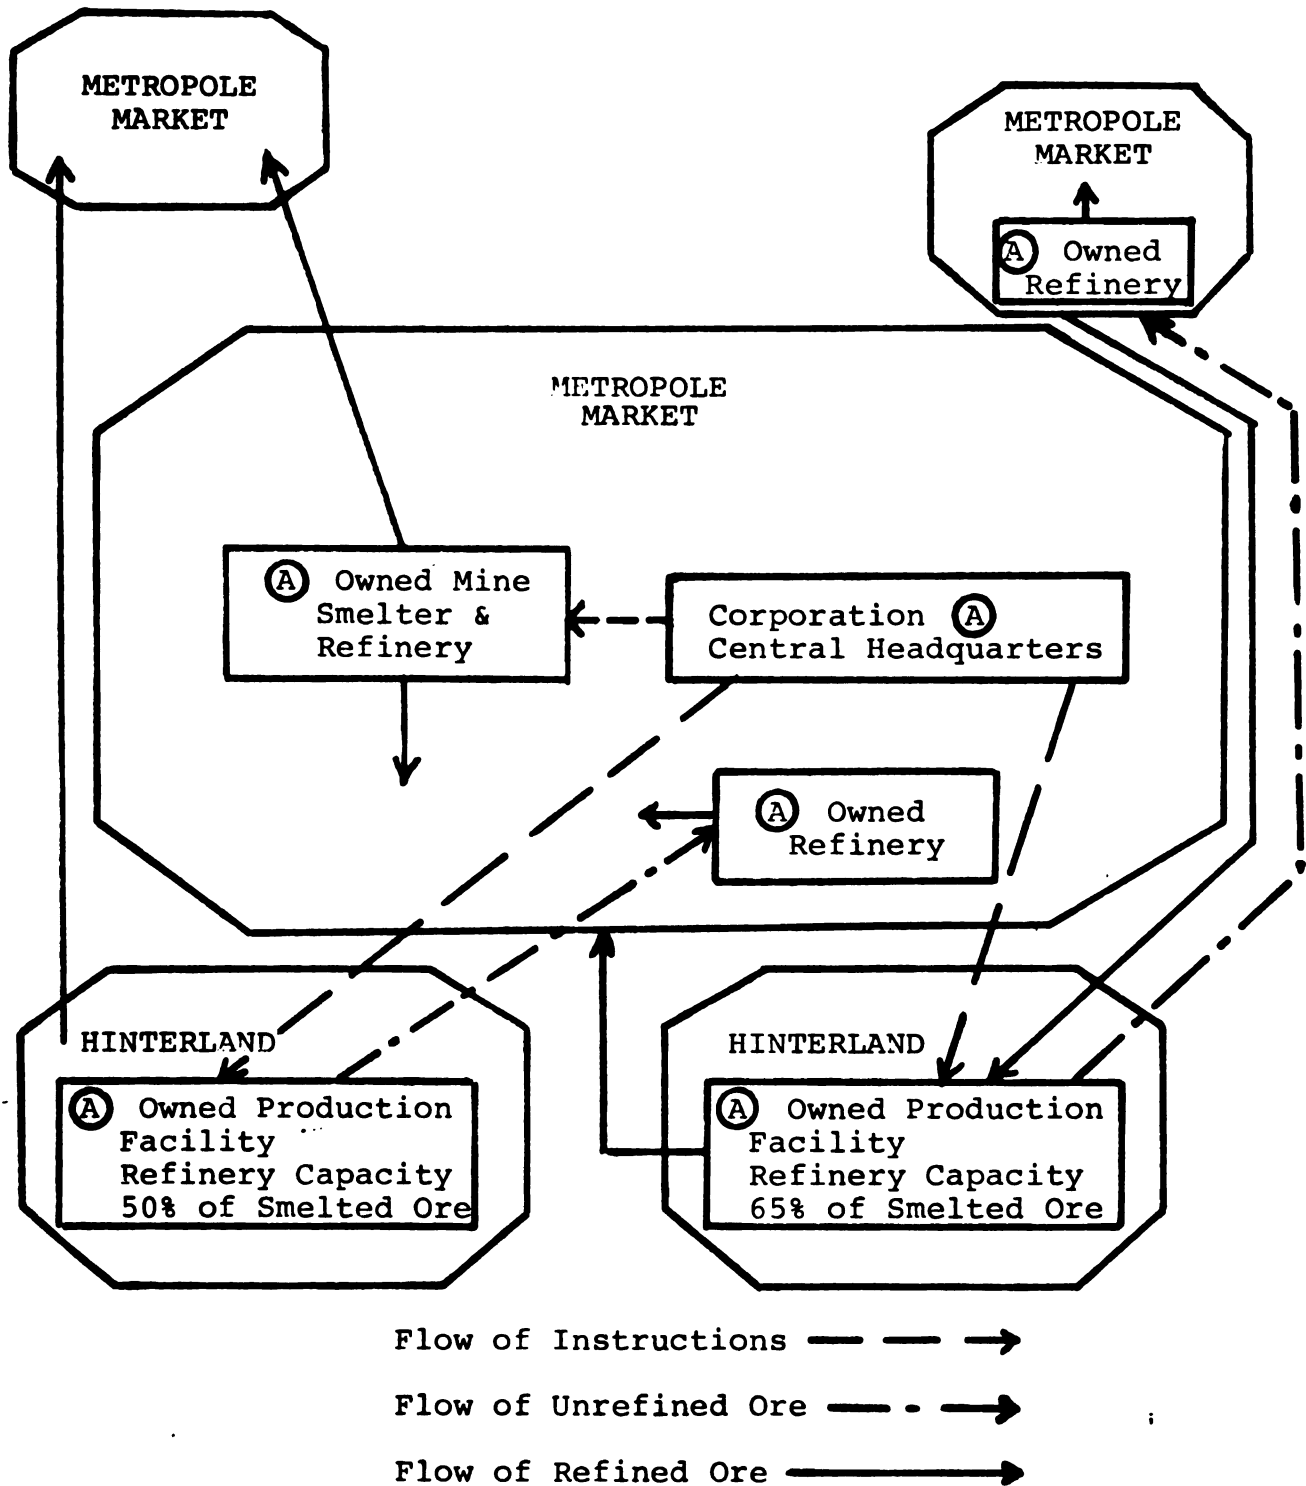 METROPOLE
MARKET
METROPOLE
MARKET
Ⓐ Owned
Refinery
METROPOLE
MARKET
Ⓐ Owned Mine
Smelter &
Refinery
Corporation Ⓐ
Central Headquarters
Ⓐ Owned
Refinery
HINTERLAND
Ⓐ Owned Production
Facility
Refinery Capacity
50% of Smelted Ore
HINTERLAND
Ⓐ Owned Production
Facility
Refinery Capacity
65% of Smelted Ore
Flow of Instructions
Flow of Unrefined Ore
Flow of Refined Ore